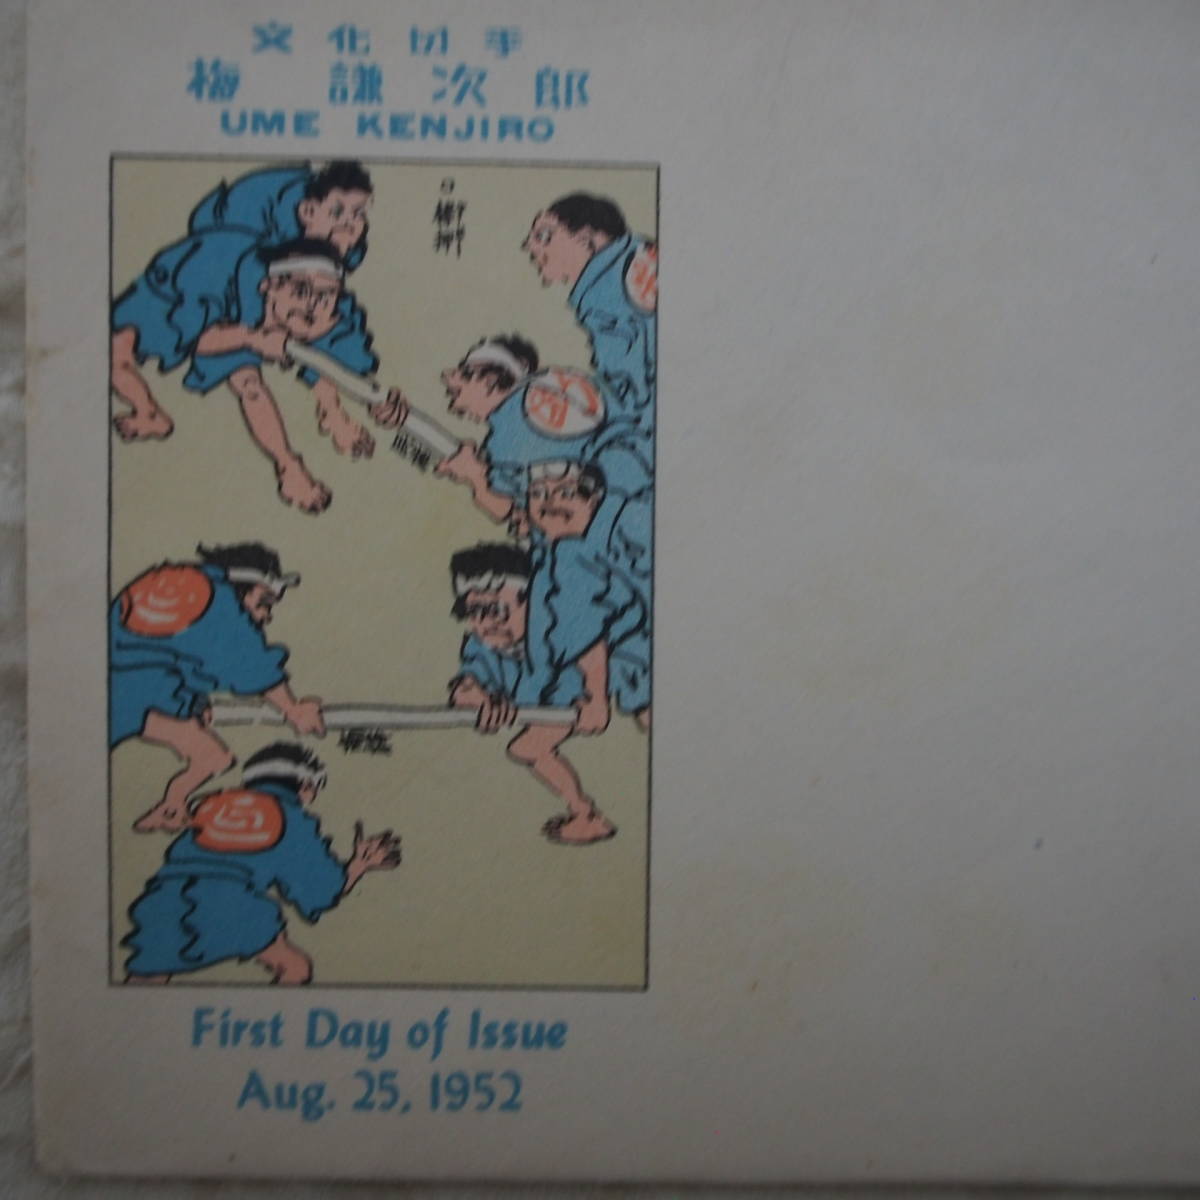 文化切手
梅謙次郎
UME KENJIRO
First Day of Issue
Aug. 25, 1952